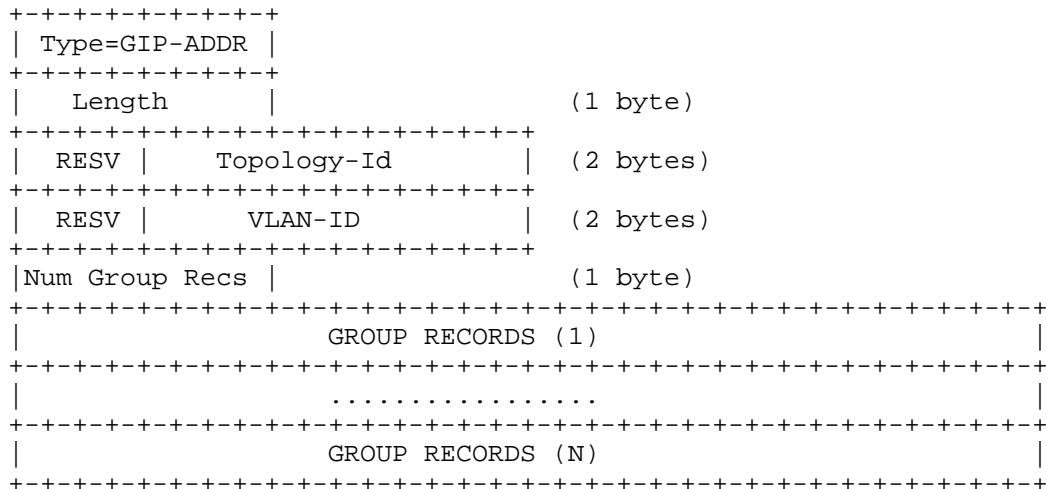 +-+-+-+-+-+-+-+-+
| Type=GIP-ADDR |
+-+-+-+-+-+-+-+-+
|   Length      |                  (1 byte)
+-+-+-+-+-+-+-+-+-+-+-+-+-+-+-+-+
|  RESV |    Topology-Id        |  (2 bytes)
+-+-+-+-+-+-+-+-+-+-+-+-+-+-+-+-+
|  RESV |      VLAN-ID          |  (2 bytes)
+-+-+-+-+-+-+-+-+-+-+-+-+-+-+-+-+
|Num Group Recs |                  (1 byte)
+-+-+-+-+-+-+-+-+-+-+-+-+-+-+-+-+-+-+-+-+-+-+-+-+-+-+-+-+-+-+-+-+
|                   GROUP RECORDS (1)                           |
+-+-+-+-+-+-+-+-+-+-+-+-+-+-+-+-+-+-+-+-+-+-+-+-+-+-+-+-+-+-+-+-+
|                   .................                           |
+-+-+-+-+-+-+-+-+-+-+-+-+-+-+-+-+-+-+-+-+-+-+-+-+-+-+-+-+-+-+-+-+
|                   GROUP RECORDS (N)                           |
+-+-+-+-+-+-+-+-+-+-+-+-+-+-+-+-+-+-+-+-+-+-+-+-+-+-+-+-+-+-+-+-+